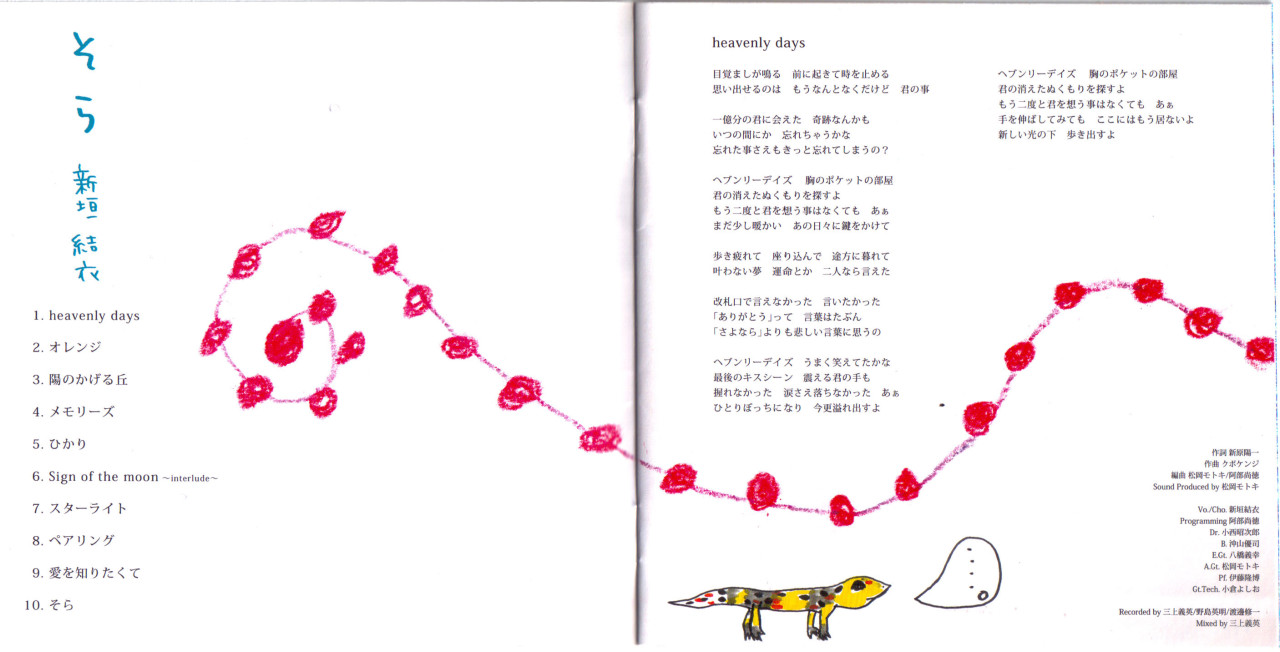 そら
新垣結衣
1. heavenly days
2. オレンジ
3. 陽のかげる丘
4. メモリーズ
5. ひかり
6. Sign of the moon ～interlude～
7. スターライト
8. ペアリング
9. 愛を知りたくて
10. そら
heavenly days
目覚ましが鳴る　前に起きて時を止める
思い出せるのは　もうなんとなくだけど　君の事
一億分の君に会えた　奇跡なんかも
いつの間にか　忘れちゃうかな
忘れた事さえもきっと忘れてしまうの？
ヘブンリーデイズ　胸のポケットの部屋
君の消えたぬくもりを探すよ
もう二度と君を想う事はなくても　あぁ
まだ少し暖かい　あの日々に鍵をかけて
歩き疲れて　座り込んで　途方に暮れて
叶わない夢　運命とか　二人なら言えた
改札口で言えなかった　言いたかった
「ありがとう」って　言葉はたぶん
「さよなら」よりも悲しい言葉に思うの
ヘブンリーデイズ　うまく笑えてたかな
最後のキスシーン　震える君の手も
握れなかった　涙さえ落ちなかった　あぁ
ひとりぼっちになり　今更溢れ出すよ
ヘブンリーデイズ　胸のポケットの部屋
君の消えたぬくもりを探すよ
もう二度と君を想う事はなくても　あぁ
手を伸ばしてみても　ここにはもう居ないよ
新しい光の下　歩き出すよ
作詞 新原陽一
作曲 クボケンジ
編曲 松岡モトキ/阿部尚徳
Sound Produced by 松岡モトキ
Vo./Cho. 新垣結衣
Programming 阿部尚徳
Dr. 小西昭次郎
B. 沖山優司
E.Gt. 八橋義幸
A.Gt. 松岡モトキ
Pf. 伊藤隆博
Gt.Tech. 小倉よしお
Recorded by 三上義英/野島英明/渡邊修一
Mixed by 三上義英